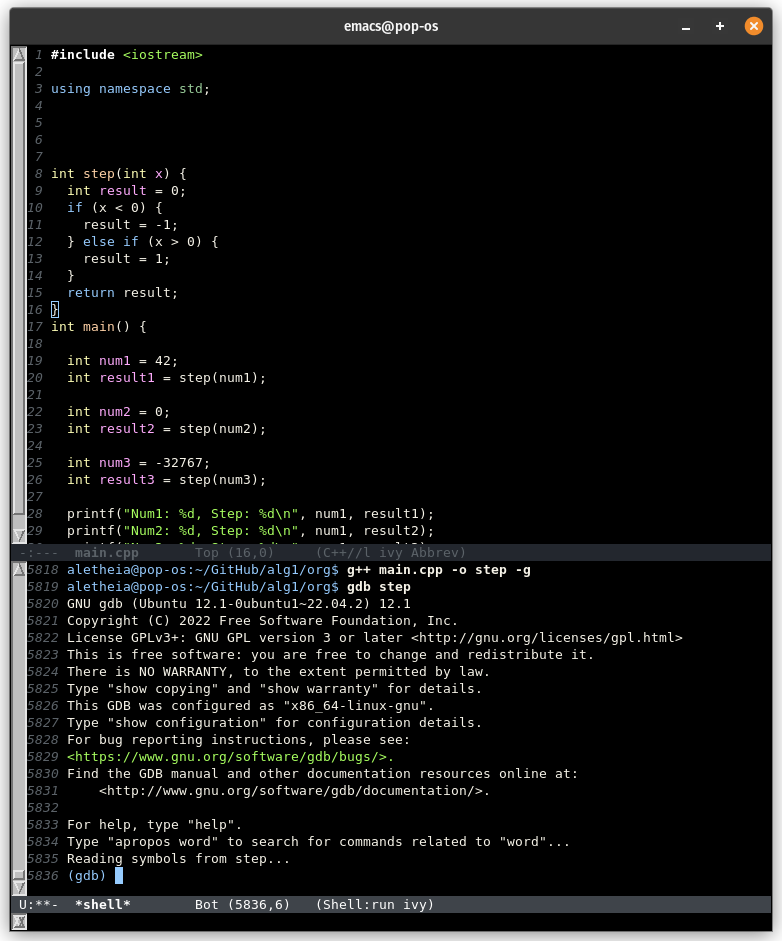 emacs@pop-os
1 #include <iostream>
2
3 using namespace std;
4
5
6
7
8 int step(int x) {
9   int result = 0;
10   if (x < 0) {
11     result = -1;
12   } else if (x > 0) {
13     result = 1;
14   }
15   return result;
16 }
17 int main() {
18
19   int num1 = 42;
20   int result1 = step(num1);
21
22   int num2 = 0;
23   int result2 = step(num2);
24
25   int num3 = -32767;
26   int result3 = step(num3);
27
28   printf("Num1: %d, Step: %d\n", num1, result1);
29   printf("Num2: %d, Step: %d\n", num1, result2);
-:---  main.cpp       Top (16,0)     (C++//l ivy Abbrev)
5818 aletheia@pop-os:~/GitHub/alg1/org$ g++ main.cpp -o step -g
5819 aletheia@pop-os:~/GitHub/alg1/org$ gdb step
5820 GNU gdb (Ubuntu 12.1-0ubuntu1~22.04.2) 12.1
5821 Copyright (C) 2022 Free Software Foundation, Inc.
5822 License GPLv3+: GNU GPL version 3 or later <http://gnu.org/licenses/gpl.html>
5823 This is free software: you are free to change and redistribute it.
5824 There is NO WARRANTY, to the extent permitted by law.
5825 Type "show copying" and "show warranty" for details.
5826 This GDB was configured as "x86_64-linux-gnu".
5827 Type "show configuration" for configuration details.
5828 For bug reporting instructions, please see:
5829 <https://www.gnu.org/software/gdb/bugs/>.
5830 Find the GDB manual and other documentation resources online at:
5831     <http://www.gnu.org/software/gdb/documentation/>.
5832
5833 For help, type "help".
5834 Type "apropos word" to search for commands related to "word"...
5835 Reading symbols from step...
5836 (gdb)
U:**-  *shell*        Bot (5836,6)   (Shell:run ivy)